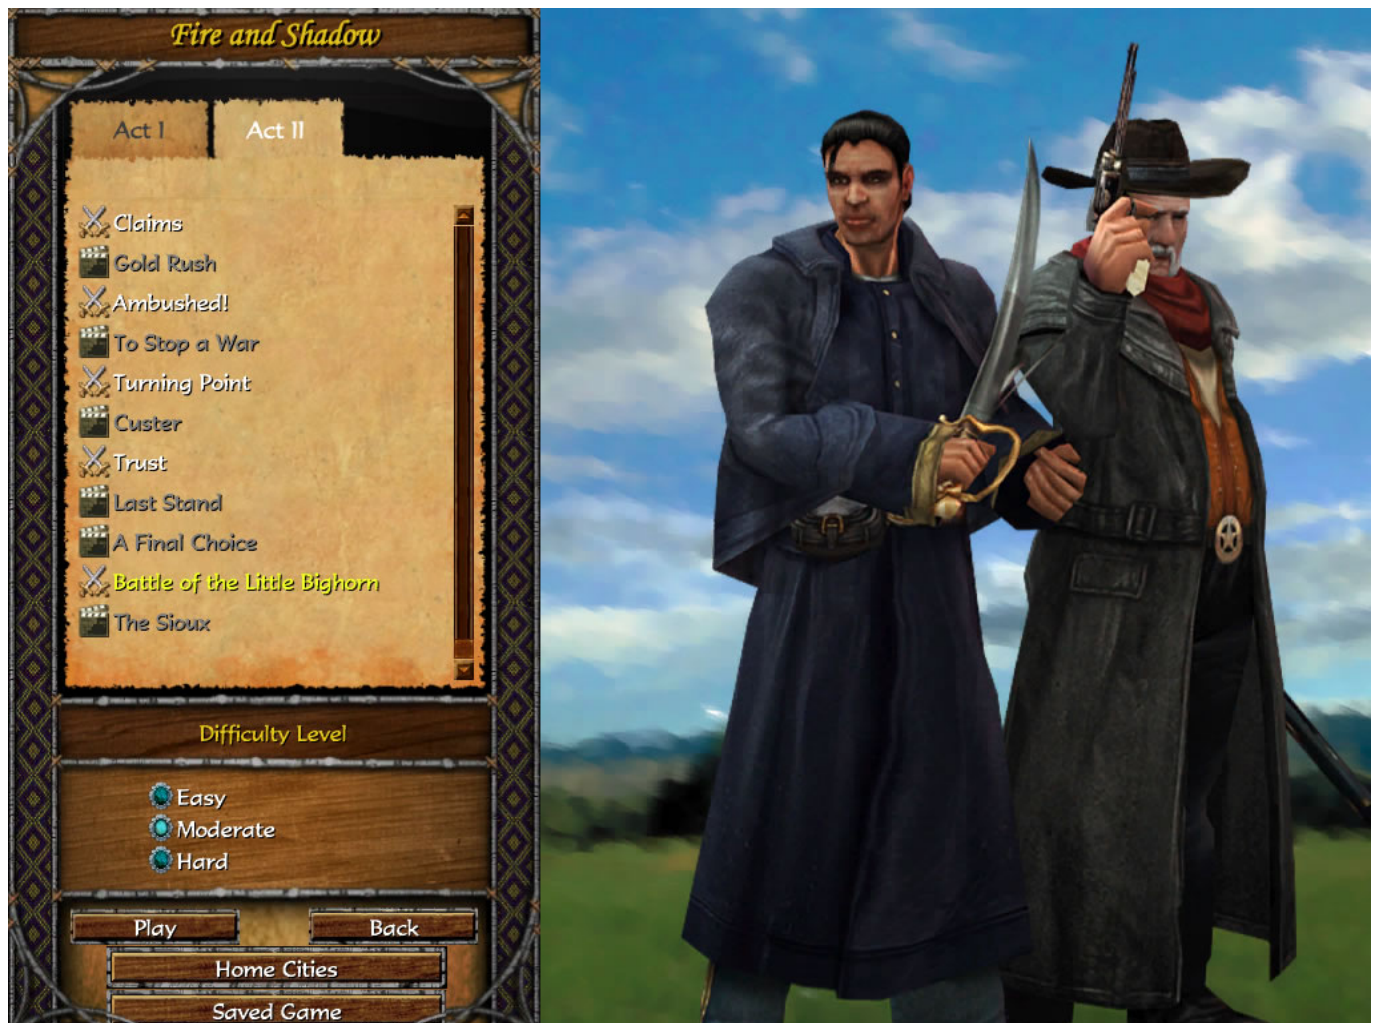 Fire and Shadow
Act I
Act II
Claims
Gold Rush
Ambushed!
To Stop a War
Turning Point
Custer
Trust
Last Stand
A Final Choice
Battle of the Little Bighorn
The Sioux
Difficulty Level
Easy
Moderate
Hard
Play
Back
Home Cities
Saved Game